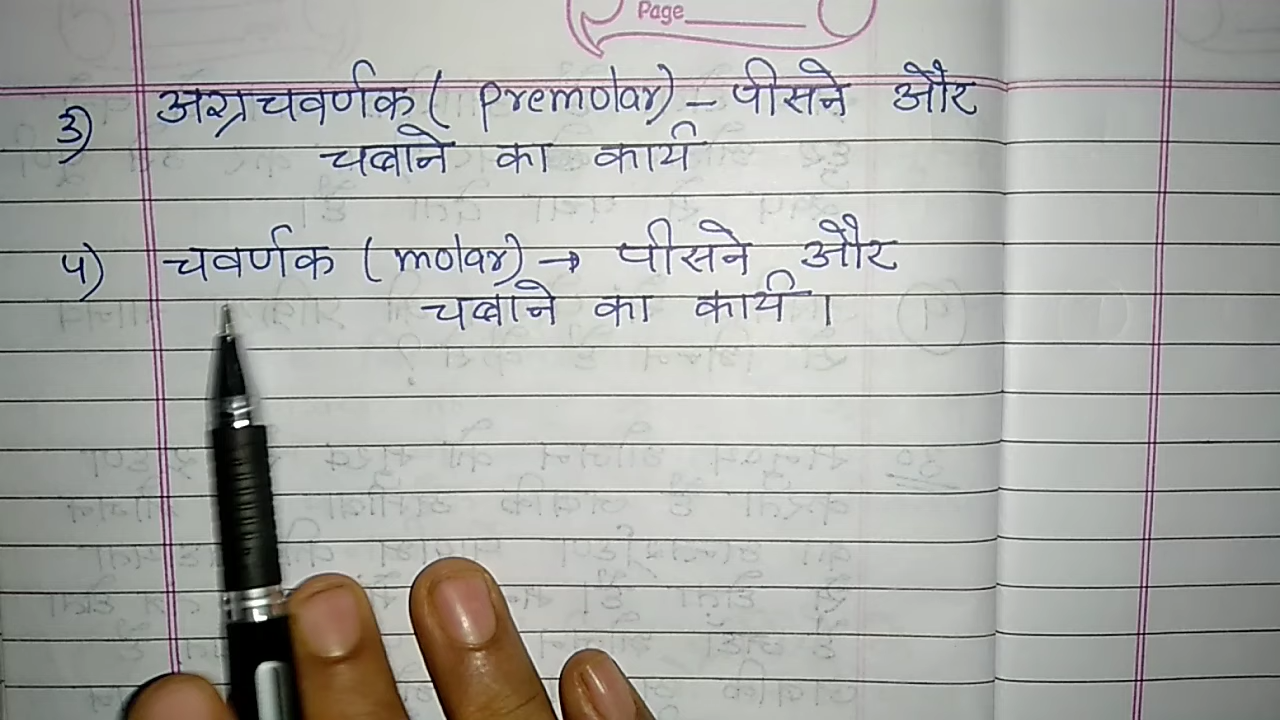 Page
3) अग्रचवर्णक ( premolar) – पीसने और
चबाने का कार्य
4) चवर्णक ( molar) → पीसने और
चबाने का कार्य ।